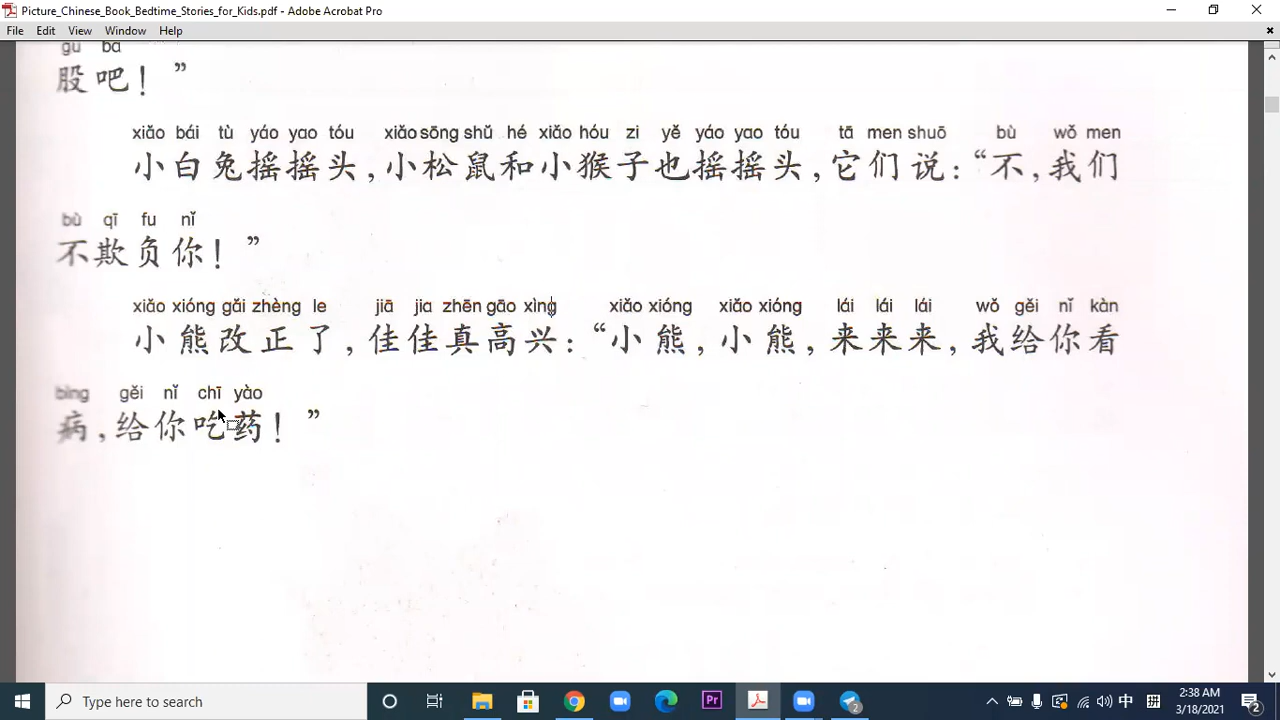 Picture_Chinese_Book_Bedtime_Stories_for_Kids.pdf - Adobe Acrobat Pro
File Edit View Window Help
gǔ ba
股吧！”
xiǎo bái tù yáo yao tóu xiǎo sōng shǔ hé xiǎo hóu zi yě yáo yao tóu tā men shuō bù wǒ men
小白兔摇摇头，小松鼠和小猴子也摇摇头，它们说：“不，我们
bù qī fu nǐ
不欺负你！”
xiǎo xióng gǎi zhèng le jiā jia zhēn gāo xìng xiǎo xióng xiǎo xióng lái lái lái wǒ gěi nǐ kàn
小熊改正了，佳佳真高兴：“小熊，小熊，来来来，我给你看
bìng gěi nǐ chī yào
病，给你吃药！”
Type here to search
Pr
2
中
拼
2:38 AM
3/18/2021
2